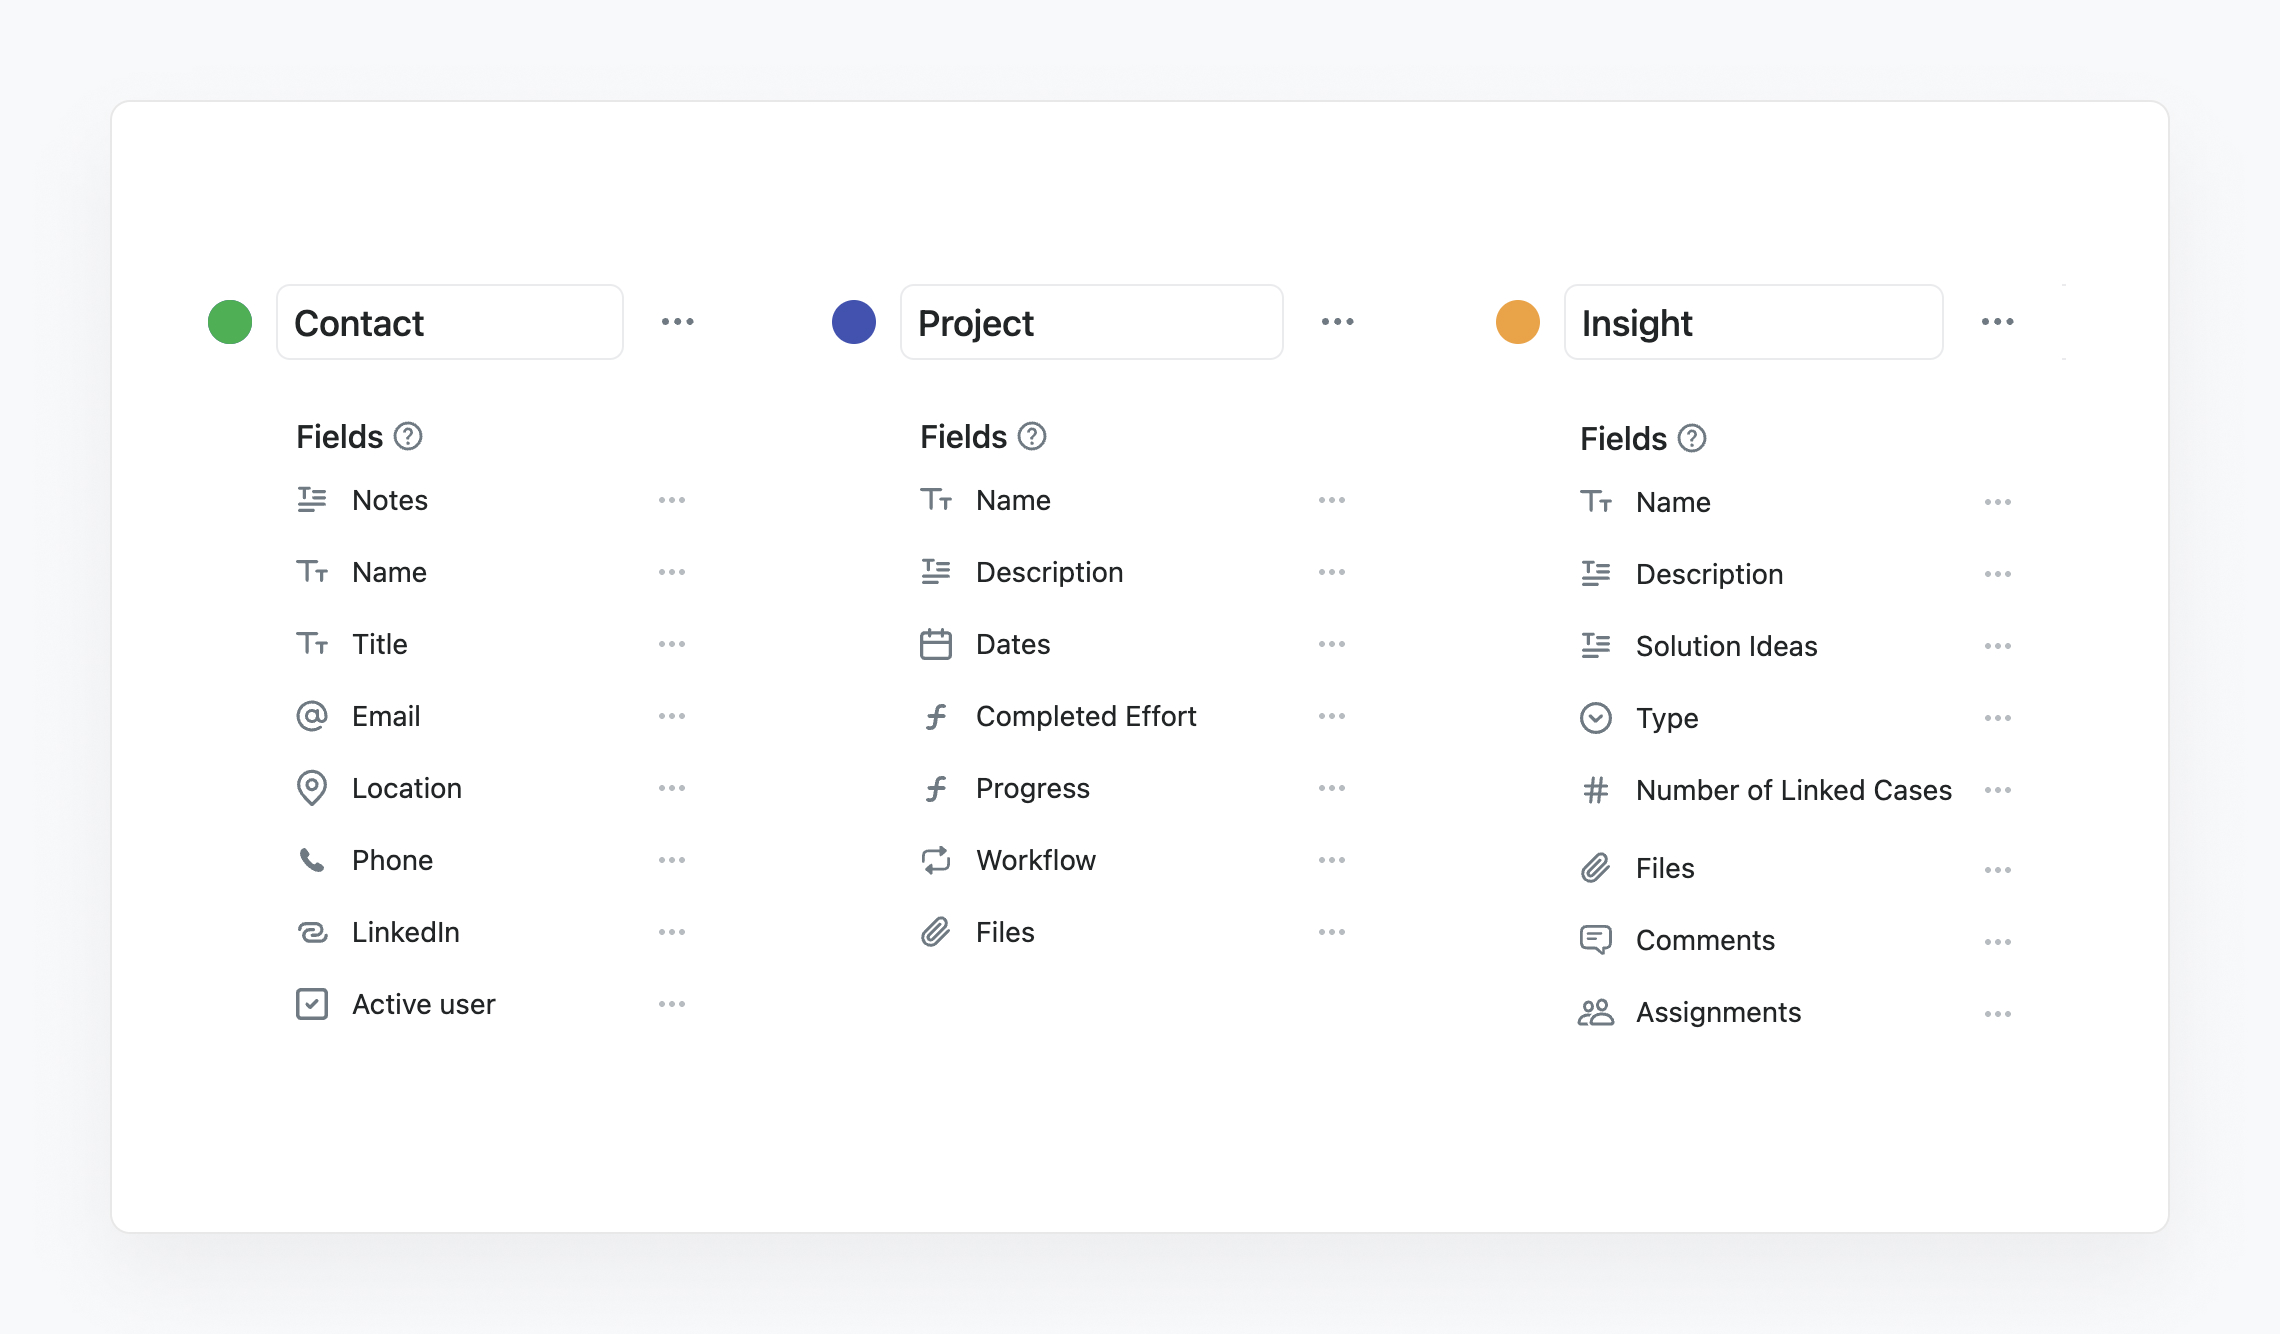 Contact
Fields
Notes
Name
Title
Email
Location
Phone
LinkedIn
Active user
Project
Fields
Name
Description
Dates
Completed Effort
Progress
Workflow
Files
Insight
Fields
Name
Description
Solution Ideas
Type
Number of Linked Cases
Files
Comments
Assignments